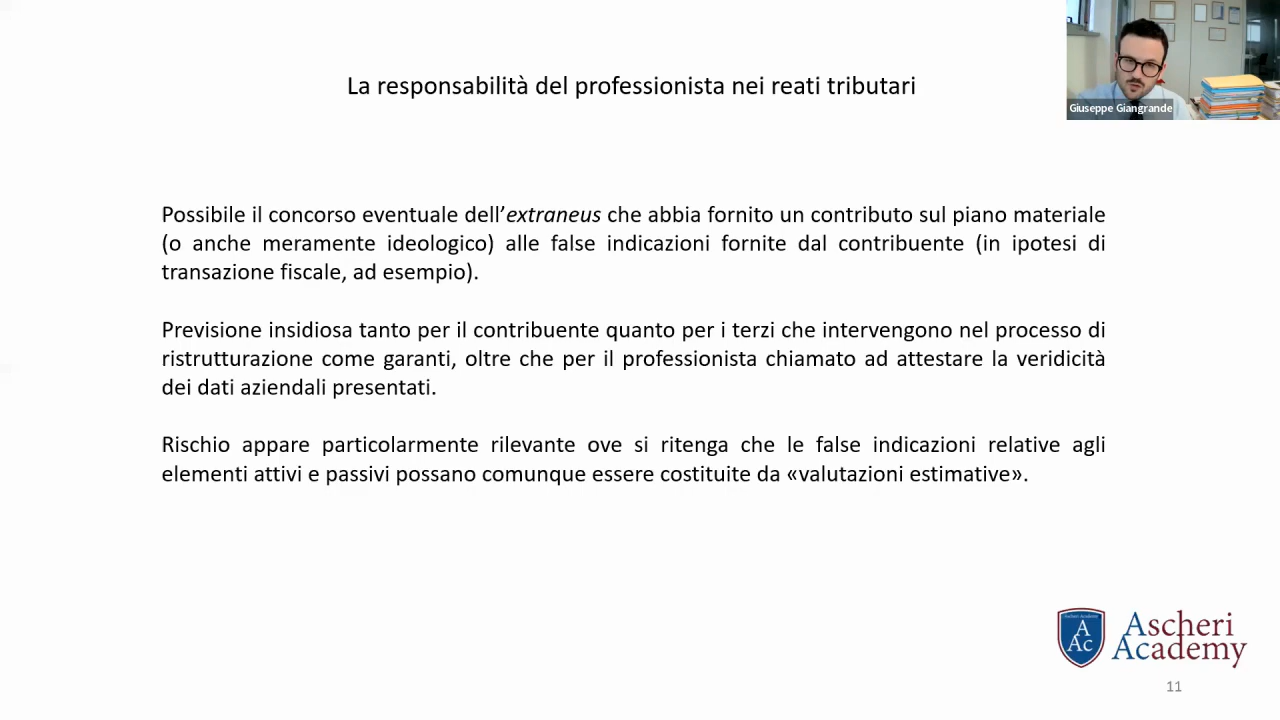 La responsabilità del professionista nei reati tributari
Giuseppe Giangrande
Possibile il concorso eventuale dell’extraneus che abbia fornito un contributo sul piano materiale
(o anche meramente ideologico) alle false indicazioni fornite dal contribuente (in ipotesi di
transazione fiscale, ad esempio).
Previsione insidiosa tanto per il contribuente quanto per i terzi che intervengono nel processo di
ristrutturazione come garanti, oltre che per il professionista chiamato ad attestare la veridicità
dei dati aziendali presentati.
Rischio appare particolarmente rilevante ove si ritenga che le false indicazioni relative agli
elementi attivi e passivi possano comunque essere costituite da «valutazioni estimative».
A
Ac
Ascheri
Academy
11